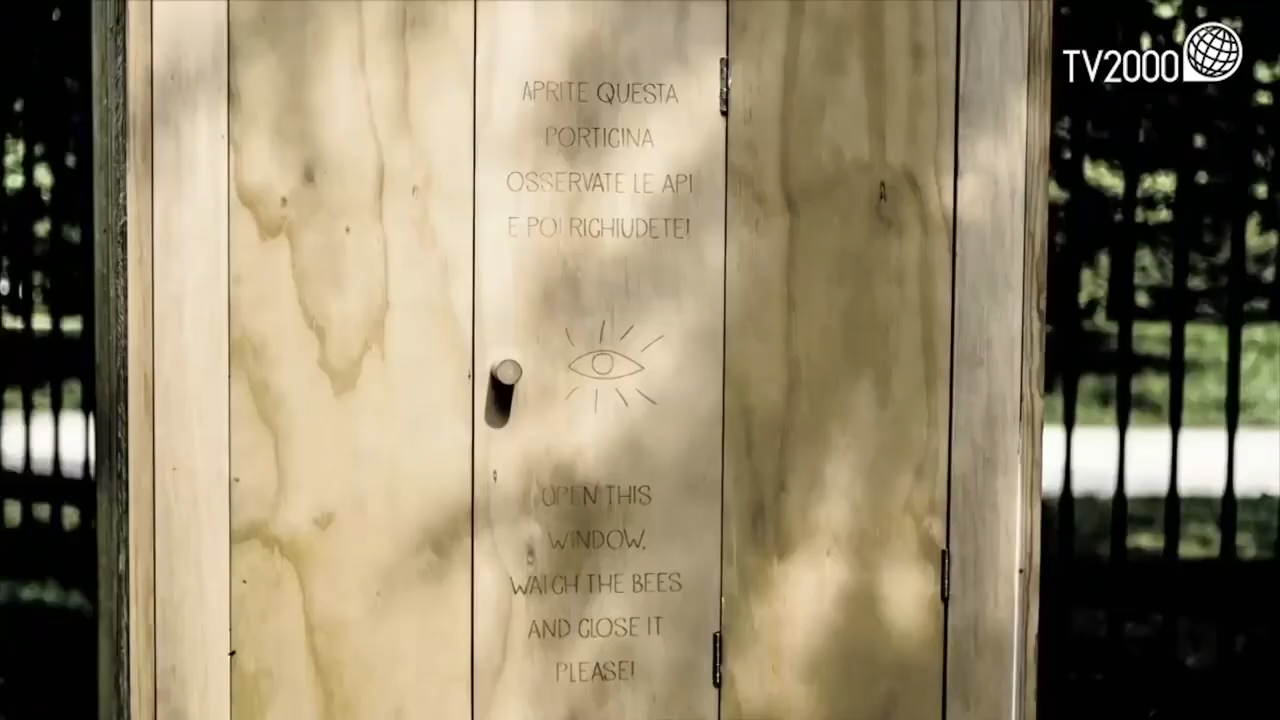 TV2000
APRITE QUESTA
PORTICINA
OSSERVATE LE API
E POI RICHIUDETE!
OPEN THIS
WINDOW,
WATCH THE BEES
AND CLOSE IT
PLEASE!